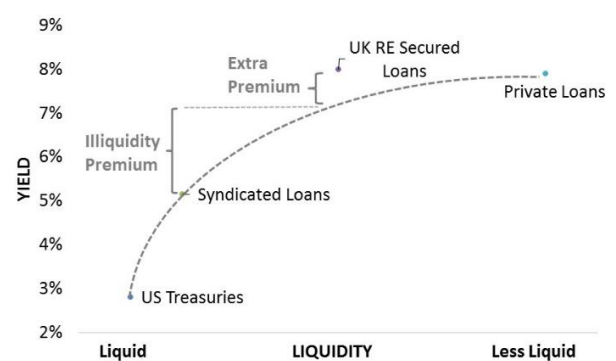 9%
8%
7%
6%
5%
4%
3%
2%
YIELD
Extra
Premium
UK RE Secured
Loans
Private Loans
Illiquidity
Premium
Syndicated Loans
US Treasuries
Liquid
LIQUIDITY
Less Liquid